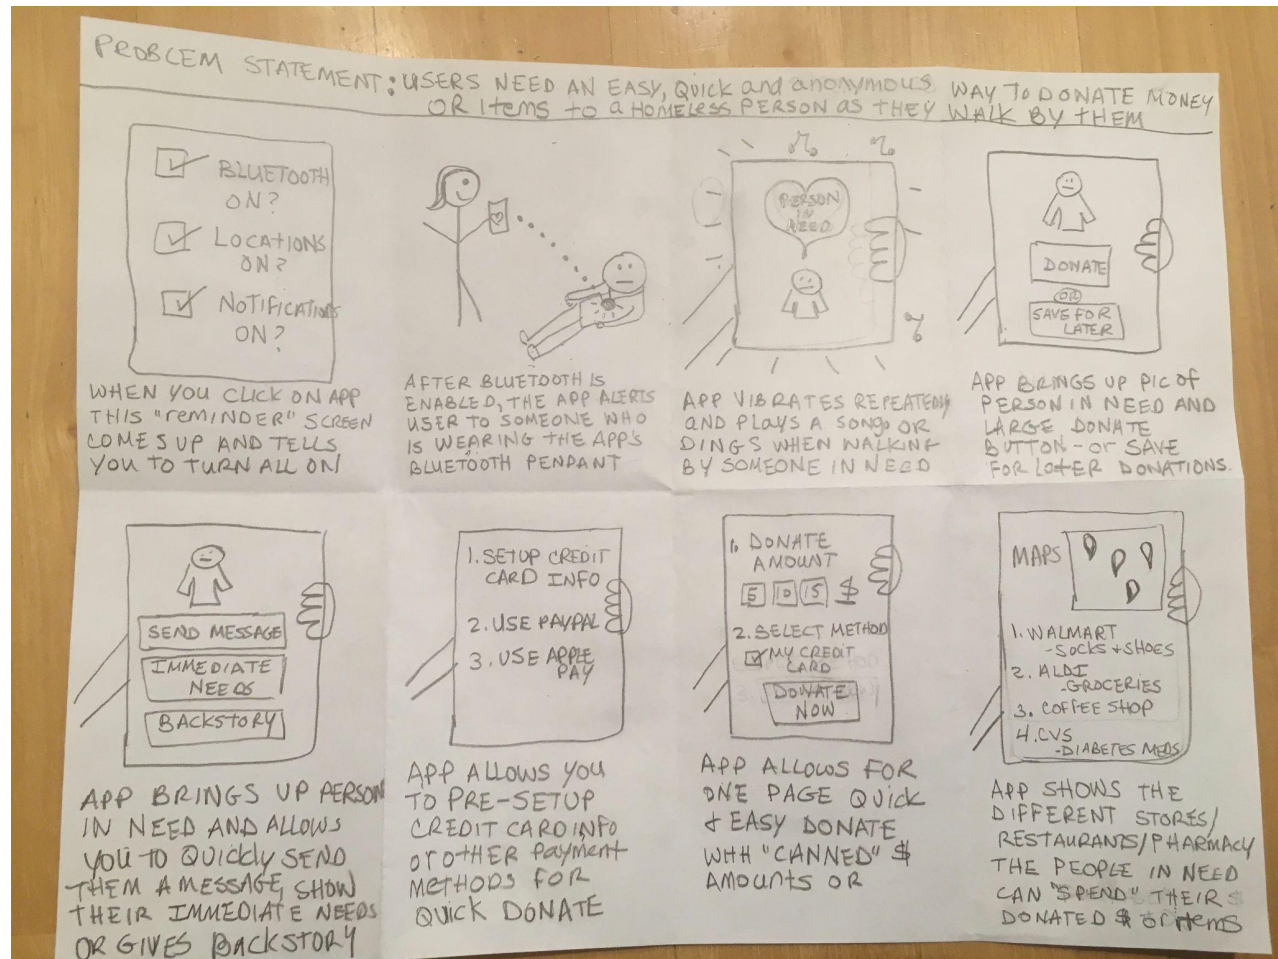 PROBLEM STATEMENT: USERS NEED AN EASY, QUICK and anonymous WAY TO DONATE MONEY
OR Items to a HOMELESS PERSON AS THEY WALK BY THEM
BLUETOOTH
ON?
LOCATIONS
ON?
NOTIFICATIONS
ON?
WHEN YOU CLICK ON APP
THIS "reminder" SCREEN
COMES UP AND TELLS
YOU TO TURN ALL ON
AFTER BLUETOOTH IS
ENABLED, THE APP ALERTS
USER TO SOMEONE WHO
IS WEARING THE APP'S
BLUETOOTH PENDANT
PERSON
IN
NEED
APP VIBRATES REPEATEDLY
AND PLAYS A SONG OR
DINGS WHEN WALKING
BY SOMEONE IN NEED
DONATE
OR
SAVE FOR
LATER
APP BRINGS UP PIC OF
PERSON IN NEED AND
LARGE DONATE
BUTTON - or SAVE
FOR LATER DONATIONS.
SEND MESSAGE
IMMEDIATE
NEEDS
BACKSTORY
APP BRINGS UP PERSON
IN NEED AND ALLOWS
YOU TO QUICKLY SEND
THEM A MESSAGE, SHOW
THEIR IMMEDIATE NEEDS
OR GIVES BACKSTORY
1. SETUP CREDIT
CARD INFO
2. USE PAYPAL
3. USE APPLE
PAY
APP ALLOWS YOU
TO PRE-SETUP
CREDIT CARD INFO
or OTHER Payment
METHODS FOR
QUICK DONATE
1. DONATE
AMOUNT
5 10 15 $
2. SELECT METHOD
MY CREDIT
CARD
DONATE
NOW
APP ALLOWS FOR
ONE PAGE QUICK
& EASY DONATE
WITH "CANNED" $
AMOUNTS OR
MAPS
1. WALMART
- SOCKS + SHOES
2. ALDI
- GROCERIES
3. COFFEE SHOP
4. CVS
- DIABETES MEDS
APP SHOWS THE
DIFFERENT STORES/
RESTAURANTS/PHARMACY
THE PEOPLE IN NEED
CAN "SPEND" THEIR
DONATED $ or items